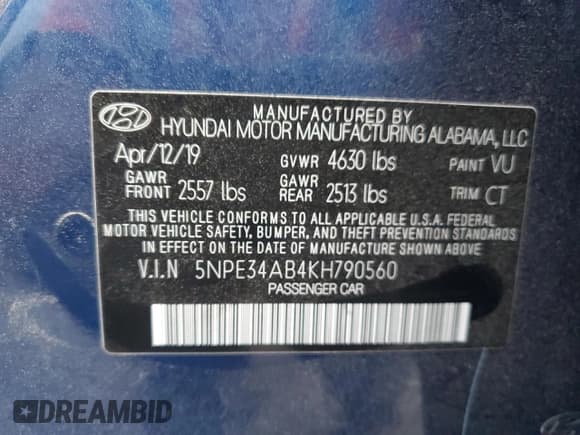 MANUFACTURED BY
HYUNDAI MOTOR MANUFACTURING ALABAMA, LLC
Apr/12/19 GVWR 4630 lbs PAINT VU
GAWR FRONT 2557 lbs GAWR REAR 2513 lbs TRIM CT
THIS VEHICLE CONFORMS TO ALL APPLICABLE U.S.A. FEDERAL
MOTOR VEHICLE SAFETY, BUMPER, AND THEFT PREVENTION STANDARDS
IN EFFECT ON THE DATE OF MANUFACTURE SHOWN ABOVE.
V.I.N 5NPE34AB4KH790560
PASSENGER CAR
DREAMBID